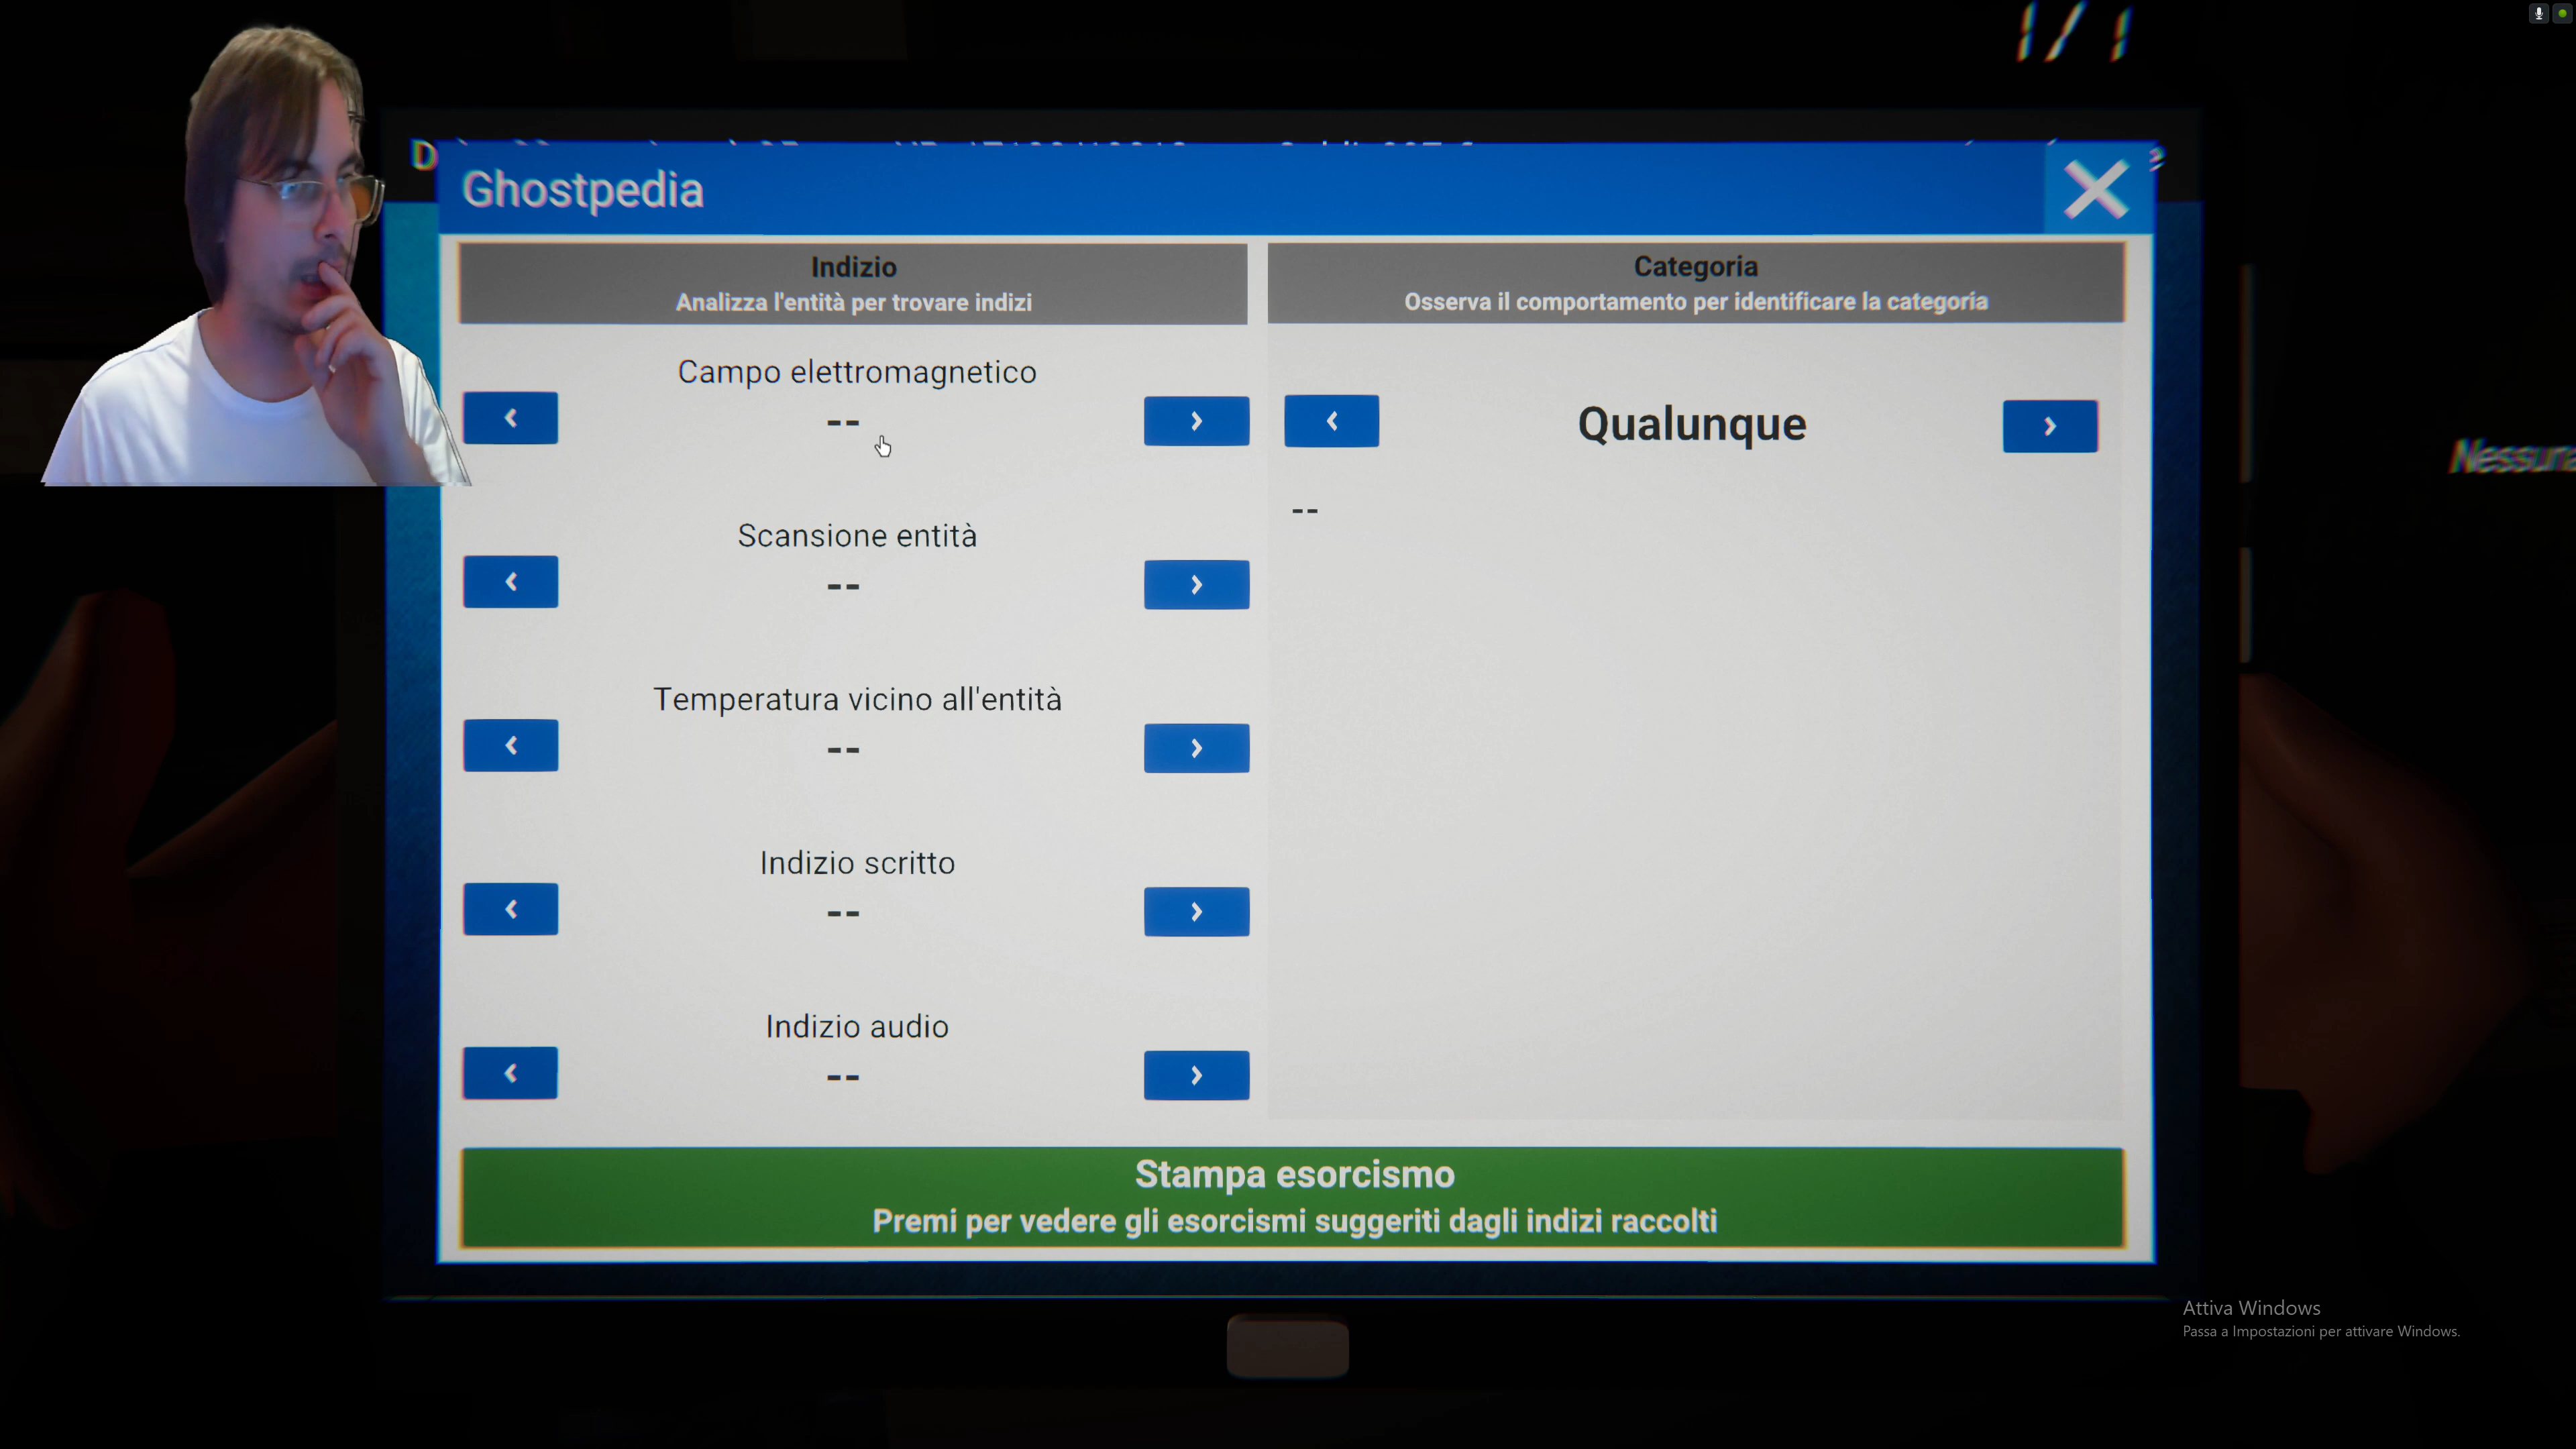 1/1
Ghostpedia
Indizio
Analizza l'entità per trovare indizi
Campo elettromagnetico
--
Scansione entità
--
Temperatura vicino all'entità
--
Indizio scritto
--
Indizio audio
--
Categoria
Osserva il comportamento per identificare la categoria
Qualunque
--
Stampa esorcismo
Premi per vedere gli esorcismi suggeriti dagli indizi raccolti
Attiva Windows
Passa a Impostazioni per attivare Windows.